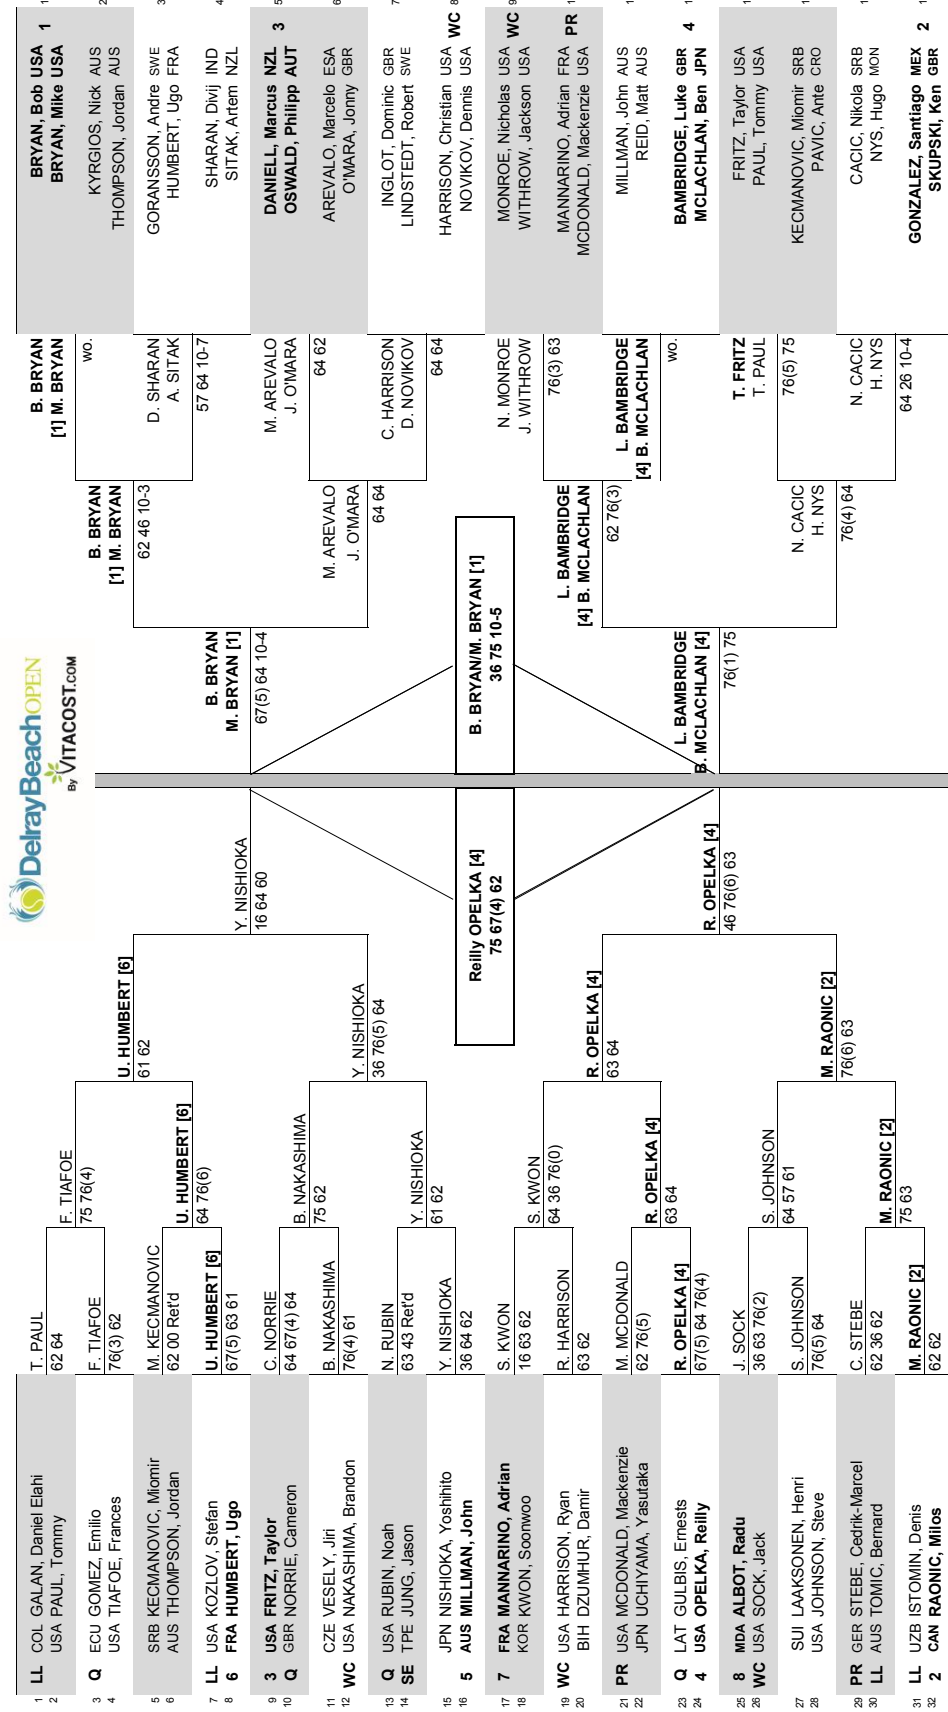 DelrayBeachOPEN
By VITACOST.COM
1 LL COL GALAN, Daniel Elahi
2 USA PAUL, Tommy
3 Q ECU GOMEZ, Emilio
4 USA TIAFOE, Frances
5 SRB KECMANOVIC, Miomir
6 AUS THOMPSON, Jordan
7 LL USA KOZLOV, Stefan
8 6 FRA HUMBERT, Ugo
9 3 USA FRITZ, Taylor
10 Q GBR NORRIE, Cameron
11 CZE VESELY, Jiri
12 WC USA NAKASHIMA, Brandon
13 Q USA RUBIN, Noah
14 SE TPE JUNG, Jason
15 JPN NISHIOKA, Yoshihito
16 5 AUS MILLMAN, John
17 7 FRA MANNARINO, Adrian
18 KOR KWON, Soonwoo
19 WC USA HARRISON, Ryan
20 BIH DZUMHUR, Damir
21 PR USA MCDONALD, Mackenzie
22 JPN UCHIYAMA, Yasutaka
23 Q LAT GULBIS, Ernests
24 4 USA OPELKA, Reilly
25 8 MDA ALBOT, Radu
26 WC USA SOCK, Jack
27 SUI LAAKSONEN, Henri
28 USA JOHNSON, Steve
29 PR GER STEBE, Cedrik-Marcel
30 LL AUS TOMIC, Bernard
31 LL UZB ISTOMIN, Denis
32 2 CAN RAONIC, Milos
T. PAUL
62 64
F. TIAFOE
76(3) 62
M. KECMANOVIC
62 00 Ret'd
U. HUMBERT [6]
67(5) 63 61
C. NORRIE
64 67(4) 64
B. NAKASHIMA
76(4) 61
N. RUBIN
63 43 Ret'd
Y. NISHIOKA
36 64 62
S. KWON
16 63 62
R. HARRISON
63 62
M. MCDONALD
62 76(5)
R. OPELKA [4]
67(5) 64 76(4)
J. SOCK
36 63 76(2)
S. JOHNSON
76(5) 64
C. STEBE
62 36 62
M. RAONIC [2]
62 62
F. TIAFOE
75 76(4)
U. HUMBERT [6]
64 76(6)
B. NAKASHIMA
75 62
Y. NISHIOKA
61 62
S. KWON
64 36 76(0)
R. OPELKA [4]
63 64
S. JOHNSON
64 57 61
M. RAONIC [2]
75 63
U. HUMBERT [6]
61 62
Y. NISHIOKA
36 76(5) 64
R. OPELKA [4]
63 64
M. RAONIC [2]
76(6) 63
Y. NISHIOKA
16 64 60
R. OPELKA [4]
46 76(6) 63
Reilly OPELKA [4]
75 67(4) 62
B. BRYAN/M. BRYAN [1]
36 75 10-5
B. BRYAN
M. BRYAN [1]
67(5) 64 10-4
L. BAMBRIDGE
B. MCLACHLAN [4]
76(1) 75
B. BRYAN
[1] M. BRYAN
62 46 10-3
M. AREVALO
J. O'MARA
64 64
L. BAMBRIDGE
[4] B. MCLACHLAN
62 76(3)
N. CACIC
H. NYS
76(4) 64
B. BRYAN
[1] M. BRYAN
wo.
D. SHARAN
A. SITAK
57 64 10-7
M. AREVALO
J. O'MARA
64 62
C. HARRISON
D. NOVIKOV
64 64
N. MONROE
J. WITHROW
76(3) 63
L. BAMBRIDGE
[4] B. MCLACHLAN
wo.
T. FRITZ
T. PAUL
76(5) 75
N. CACIC
H. NYS
64 26 10-4
BRYAN, Bob USA 1
BRYAN, Mike USA 1
KYRGIOS, Nick AUS 2
THOMPSON, Jordan AUS
GORANSSON, Andre SWE 3
HUMBERT, Ugo FRA
SHARAN, Divij IND 4
SITAK, Artem NZL
DANIELL, Marcus NZL 5
OSWALD, Philipp AUT 3
AREVALO, Marcelo ESA 6
O'MARA, Jonny GBR
INGLOT, Dominic GBR 7
LINDSTEDT, Robert SWE
HARRISON, Christian USA WC 8
NOVIKOV, Dennis USA
MONROE, Nicholas USA WC 9
WITHROW, Jackson USA
MANNARINO, Adrian FRA PR 1
MCDONALD, Mackenzie USA
MILLMAN, John AUS 1
REID, Matt AUS
BAMBRIDGE, Luke GBR 4 1
MCLACHLAN, Ben JPN
FRITZ, Taylor USA 1
PAUL, Tommy USA
KECMANOVIC, Miomir SRB 1
PAVIC, Ante CRO
CACIC, Nikola SRB 1
NYS, Hugo MON
GONZALEZ, Santiago MEX 2 1
SKUPSKI, Ken GBR